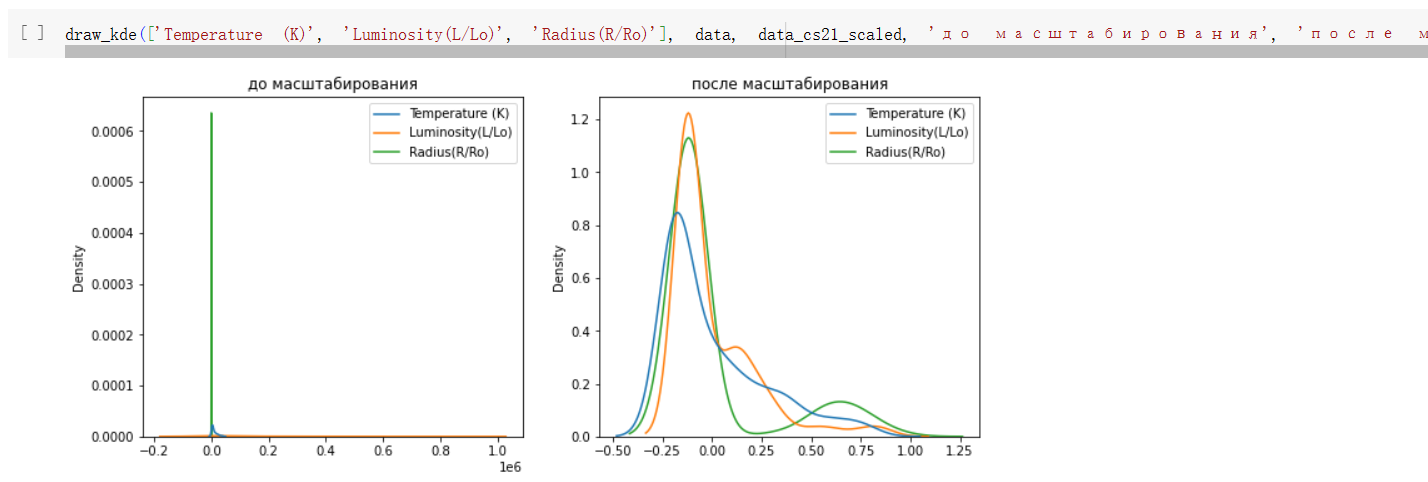 [ ] draw_kde(['Temperature (K)', 'Luminosity(L/Lo)', 'Radius(R/Ro)'], data, data_cs21_scaled, 'до масштабирования', 'после м
до масштабирования
Temperature (K)
Luminosity(L/Lo)
Radius(R/Ro)
0.0006
0.0005
0.0004
0.0003
0.0002
0.0001
0.0000
Density
−0.2 0.0 0.2 0.4 0.6 0.8 1.0
1e6
после масштабирования
Temperature (K)
Luminosity(L/Lo)
Radius(R/Ro)
1.2
1.0
0.8
0.6
0.4
0.2
0.0
Density
−0.50 −0.25 0.00 0.25 0.50 0.75 1.00 1.25